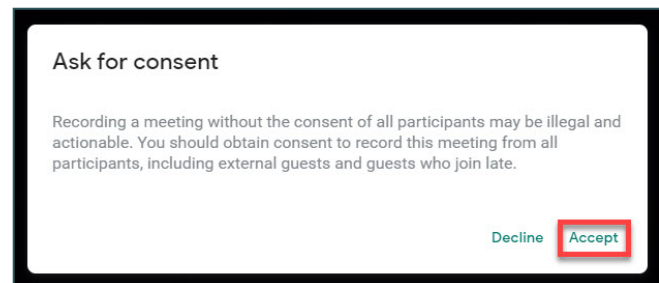 Ask for consent
Recording a meeting without the consent of all participants may be illegal and
actionable. You should obtain consent to record this meeting from all
participants, including external guests and guests who join late.
Decline Accept